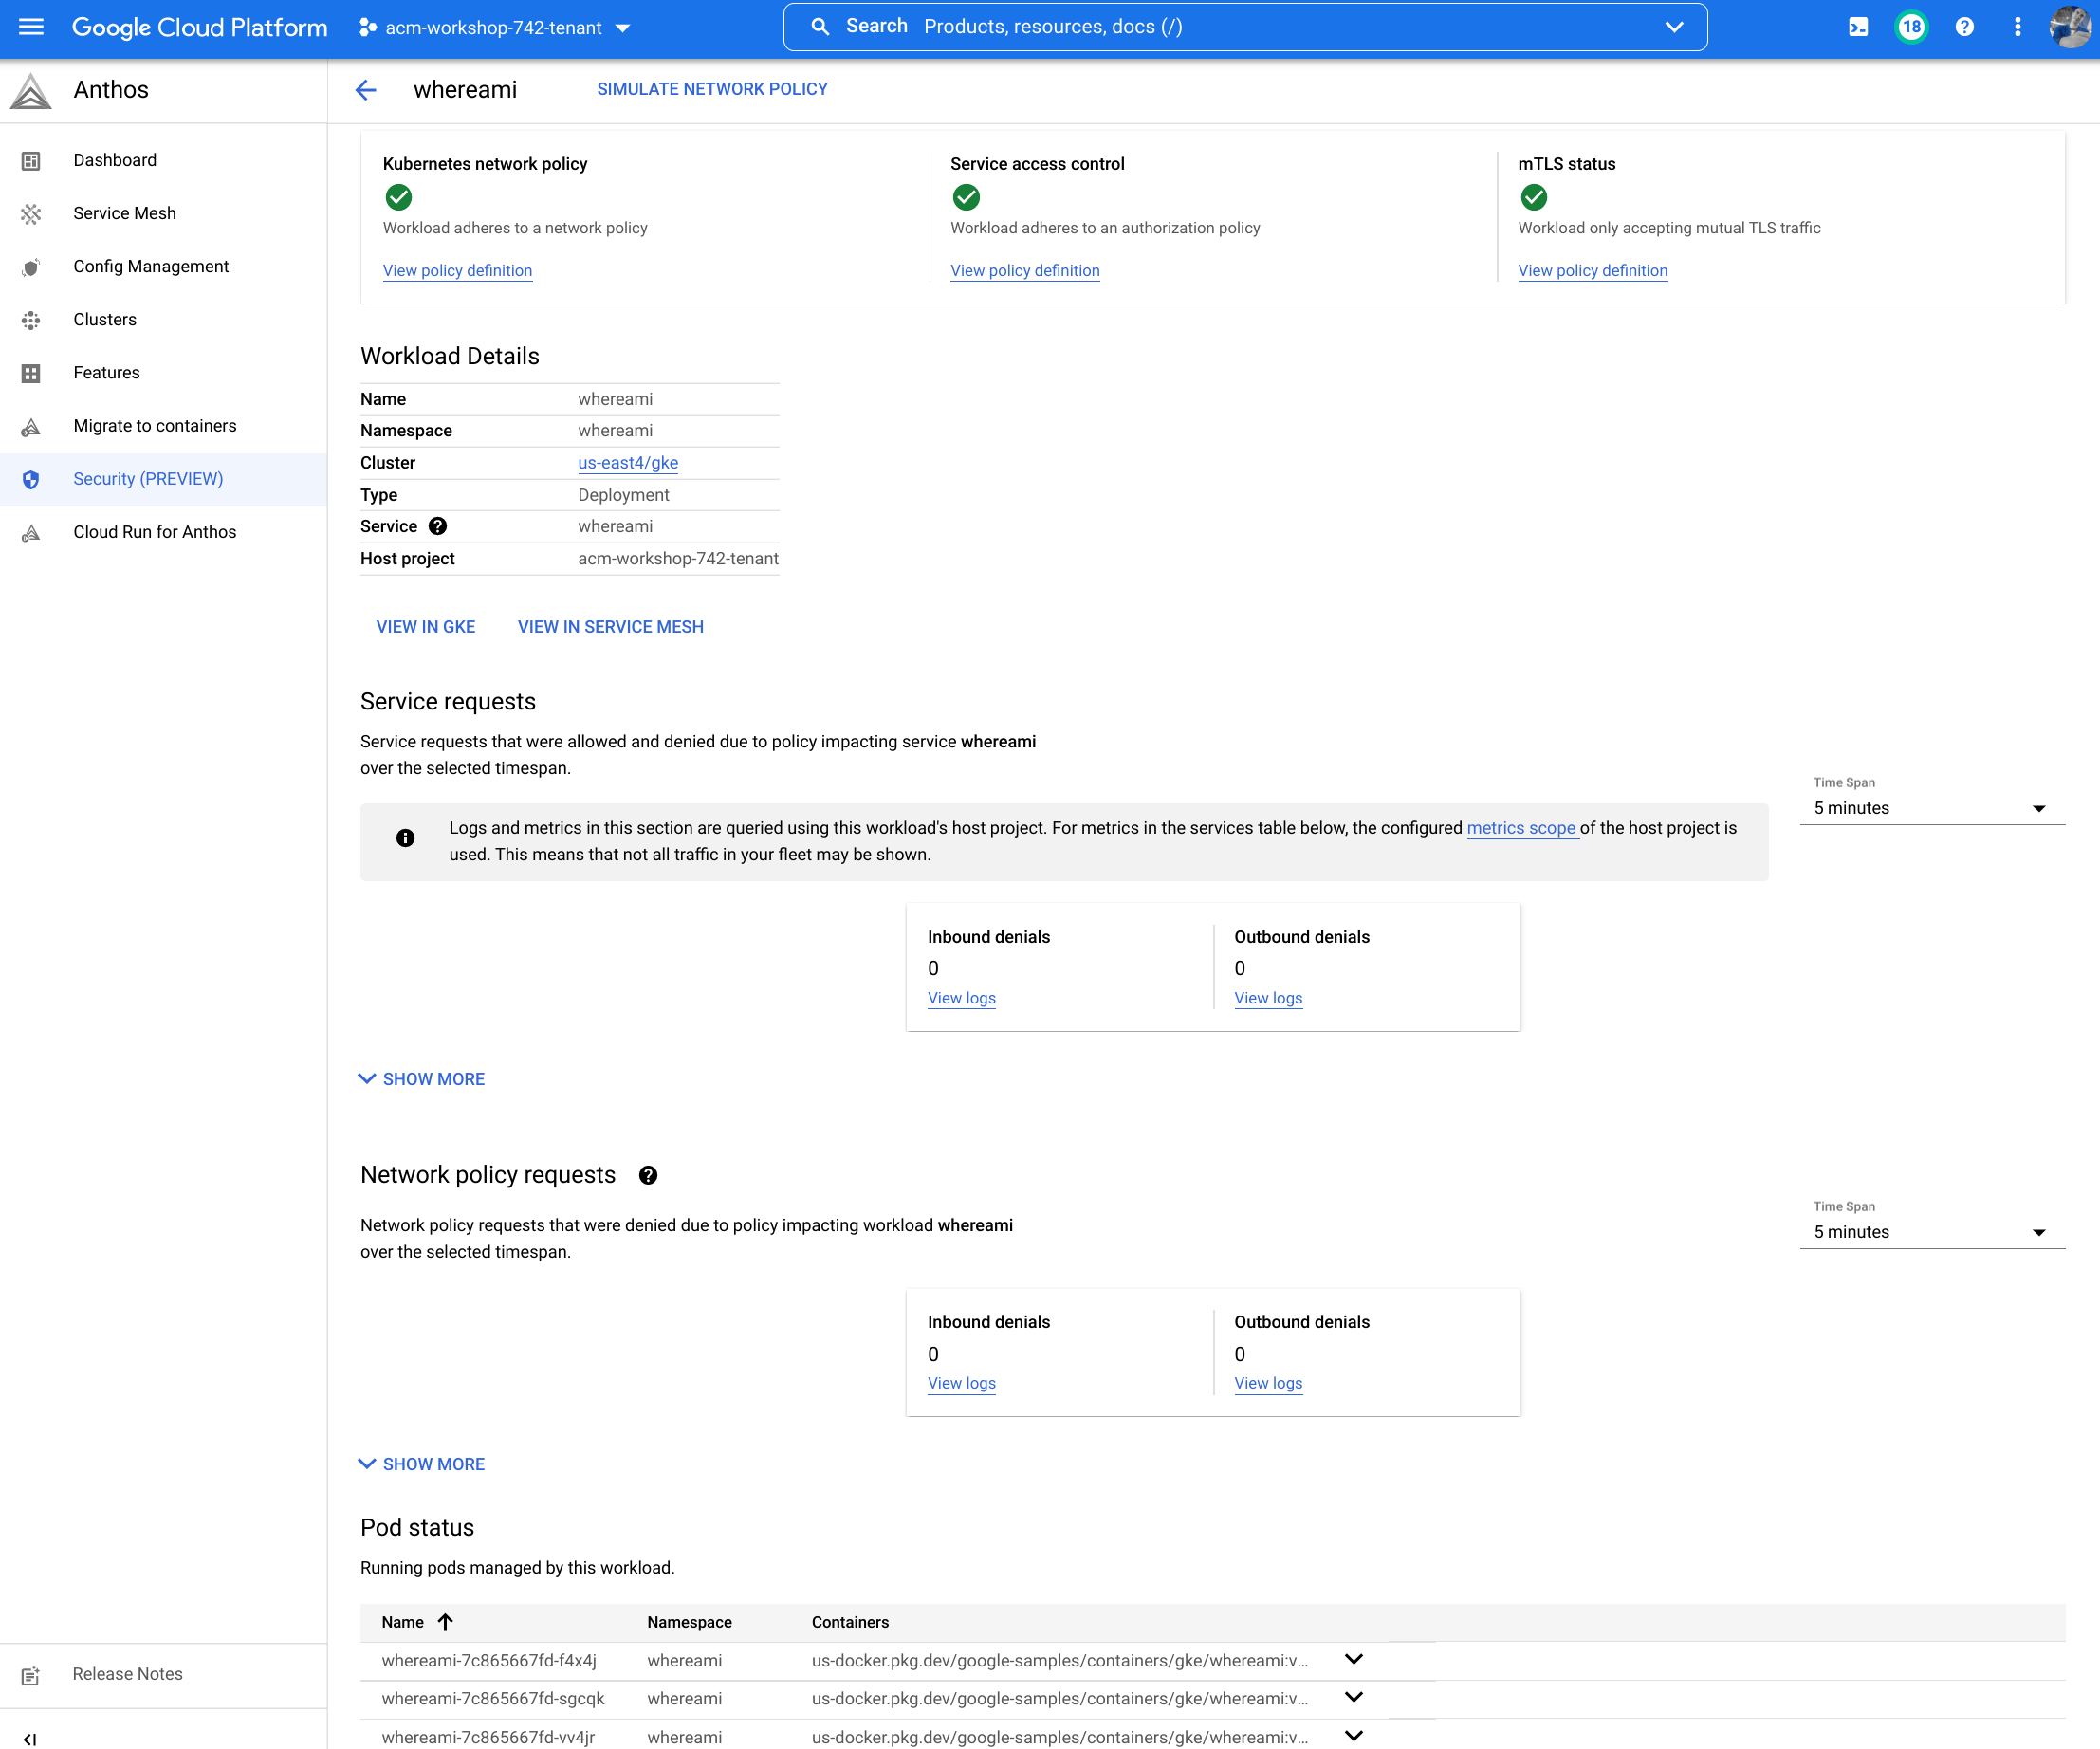 Google Cloud Platform
acm-workshop-742-tenant
Search Products, resources, docs (/)
18
Anthos
whereami
SIMULATE NETWORK POLICY
Dashboard
Service Mesh
Config Management
Clusters
Features
Migrate to containers
Security (PREVIEW)
Cloud Run for Anthos
Release Notes
Kubernetes network policy
Workload adheres to a network policy
View policy definition
Service access control
Workload adheres to an authorization policy
View policy definition
mTLS status
Workload only accepting mutual TLS traffic
View policy definition
Workload Details
Name whereami
Namespace whereami
Cluster us-east4/gke
Type Deployment
Service whereami
Host project acm-workshop-742-tenant
VIEW IN GKE VIEW IN SERVICE MESH
Service requests
Service requests that were allowed and denied due to policy impacting service whereami
over the selected timespan.
Time Span
5 minutes
Logs and metrics in this section are queried using this workload's host project. For metrics in the services table below, the configured metrics scope of the host project is
used. This means that not all traffic in your fleet may be shown.
Inbound denials
0
View logs
Outbound denials
0
View logs
SHOW MORE
Network policy requests
Network policy requests that were denied due to policy impacting workload whereami
over the selected timespan.
Time Span
5 minutes
Inbound denials
0
View logs
Outbound denials
0
View logs
SHOW MORE
Pod status
Running pods managed by this workload.
Name Namespace Containers
whereami-7c865667fd-f4x4j whereami us-docker.pkg.dev/google-samples/containers/gke/whereami:v...
whereami-7c865667fd-sgcqk whereami us-docker.pkg.dev/google-samples/containers/gke/whereami:v...
whereami-7c865667fd-vv4jr whereami us-docker.pkg.dev/google-samples/containers/gke/whereami:v...